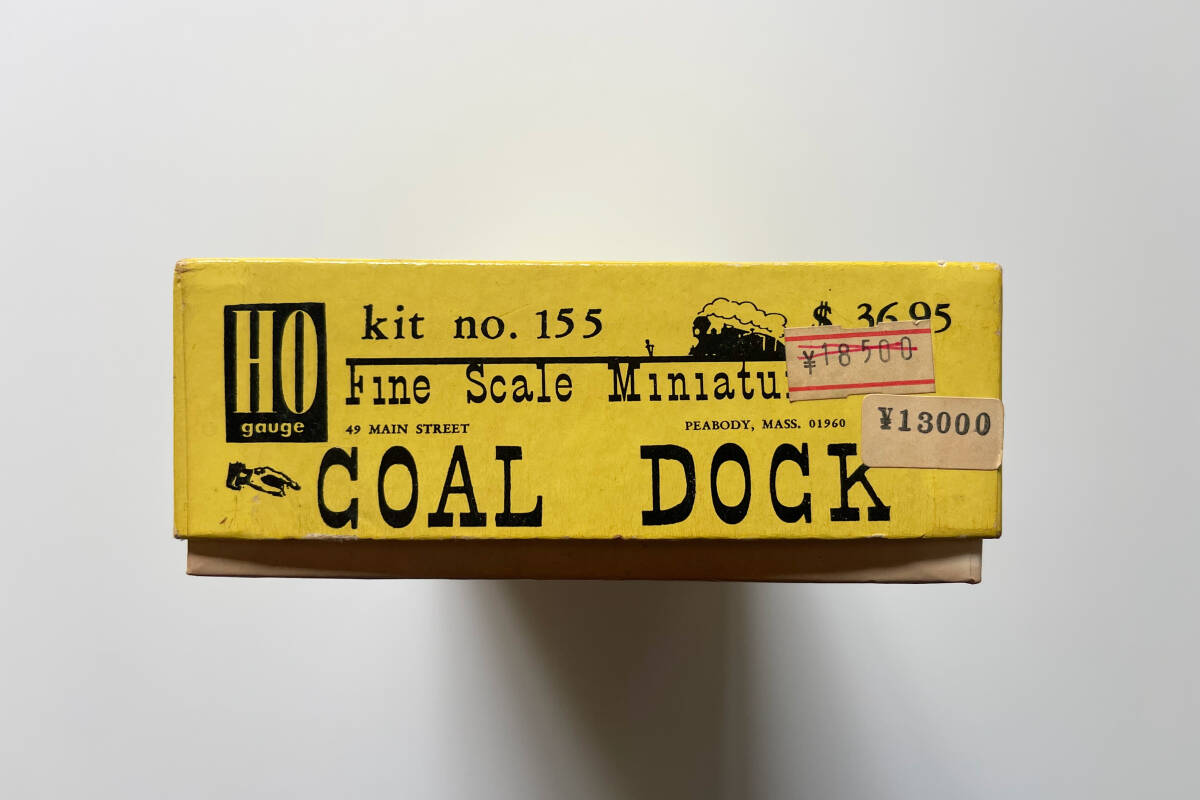 HO
gauge
kit no. 155
$ 36.95
¥18500
Fine Scale Miniatu
¥13000
49 MAIN STREET
PEABODY, MASS. 01960
COAL DOCK